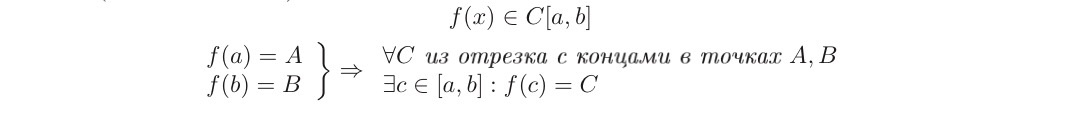 f(x) ∈ C[a, b]
f(a) = A
f(b) = B } ⇒ ∀C из отрезка с концами в точках A, B
∃c ∈ [a, b] : f(c) = C